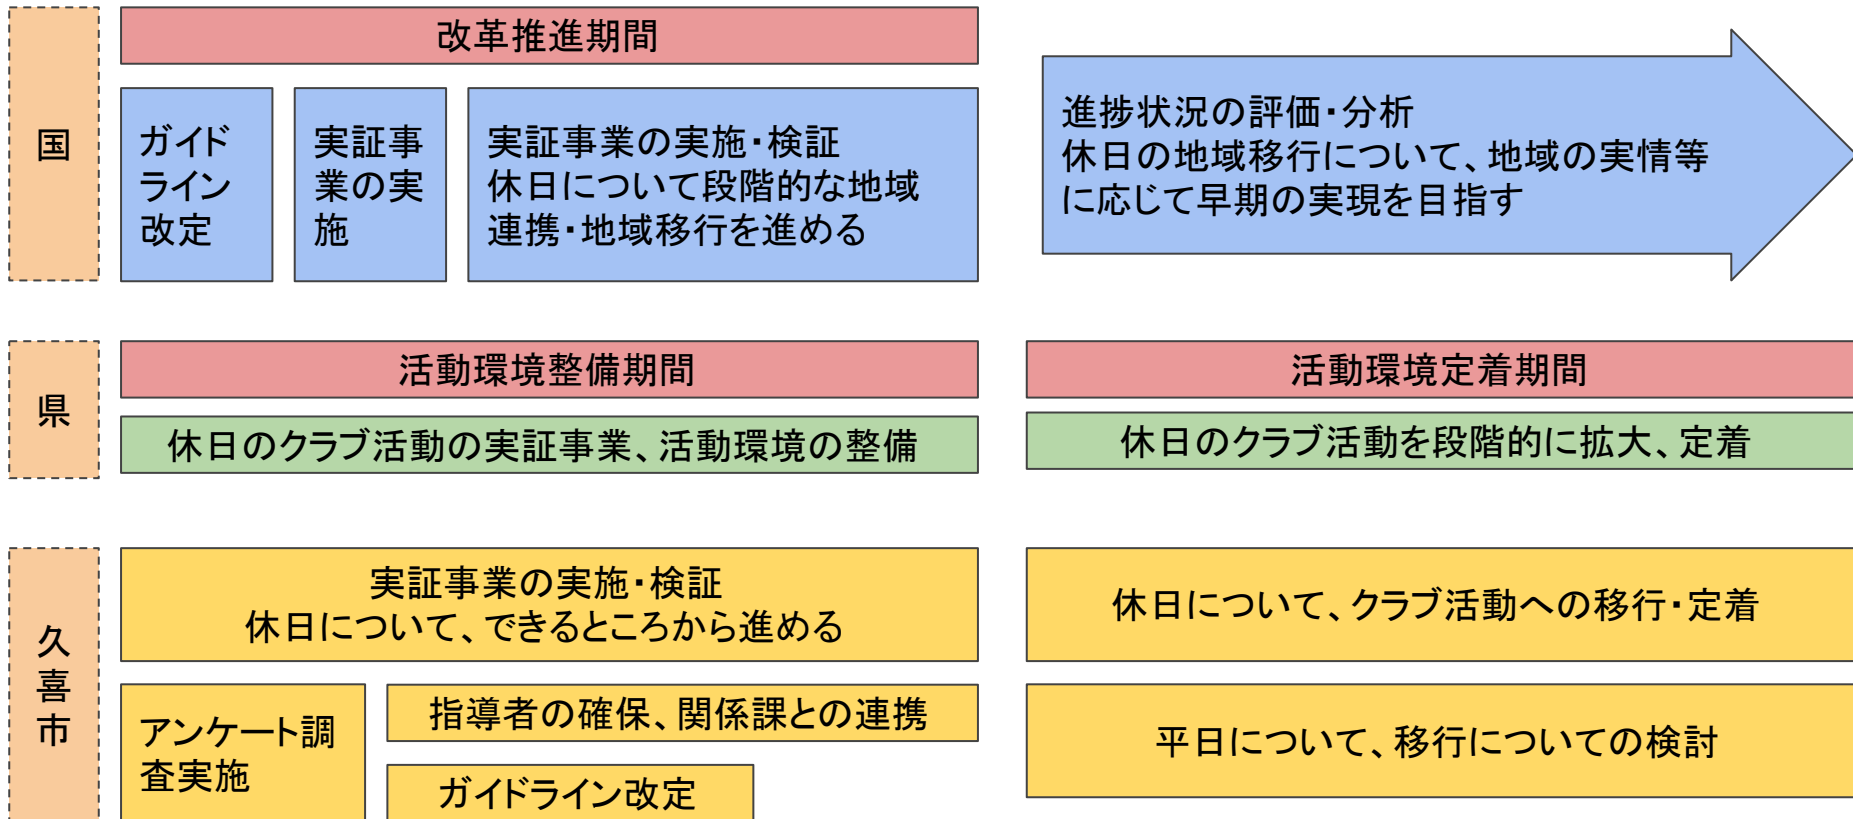 国
改革推進期間
ガイド
ライン
改定
実証事
業の実
施
実証事業の実施・検証
休日について段階的な地域
連携・地域移行を進める
進捗状況の評価・分析
休日の地域移行について、地域の実情等
に応じて早期の実現を目指す
県
活動環境整備期間
休日のクラブ活動の実証事業、活動環境の整備
活動環境定着期間
休日のクラブ活動を段階的に拡大、定着
久
喜
市
実証事業の実施・検証
休日について、できるところから進める
アンケート調
査実施
指導者の確保、関係課との連携
ガイドライン改定
休日について、クラブ活動への移行・定着
平日について、移行についての検討